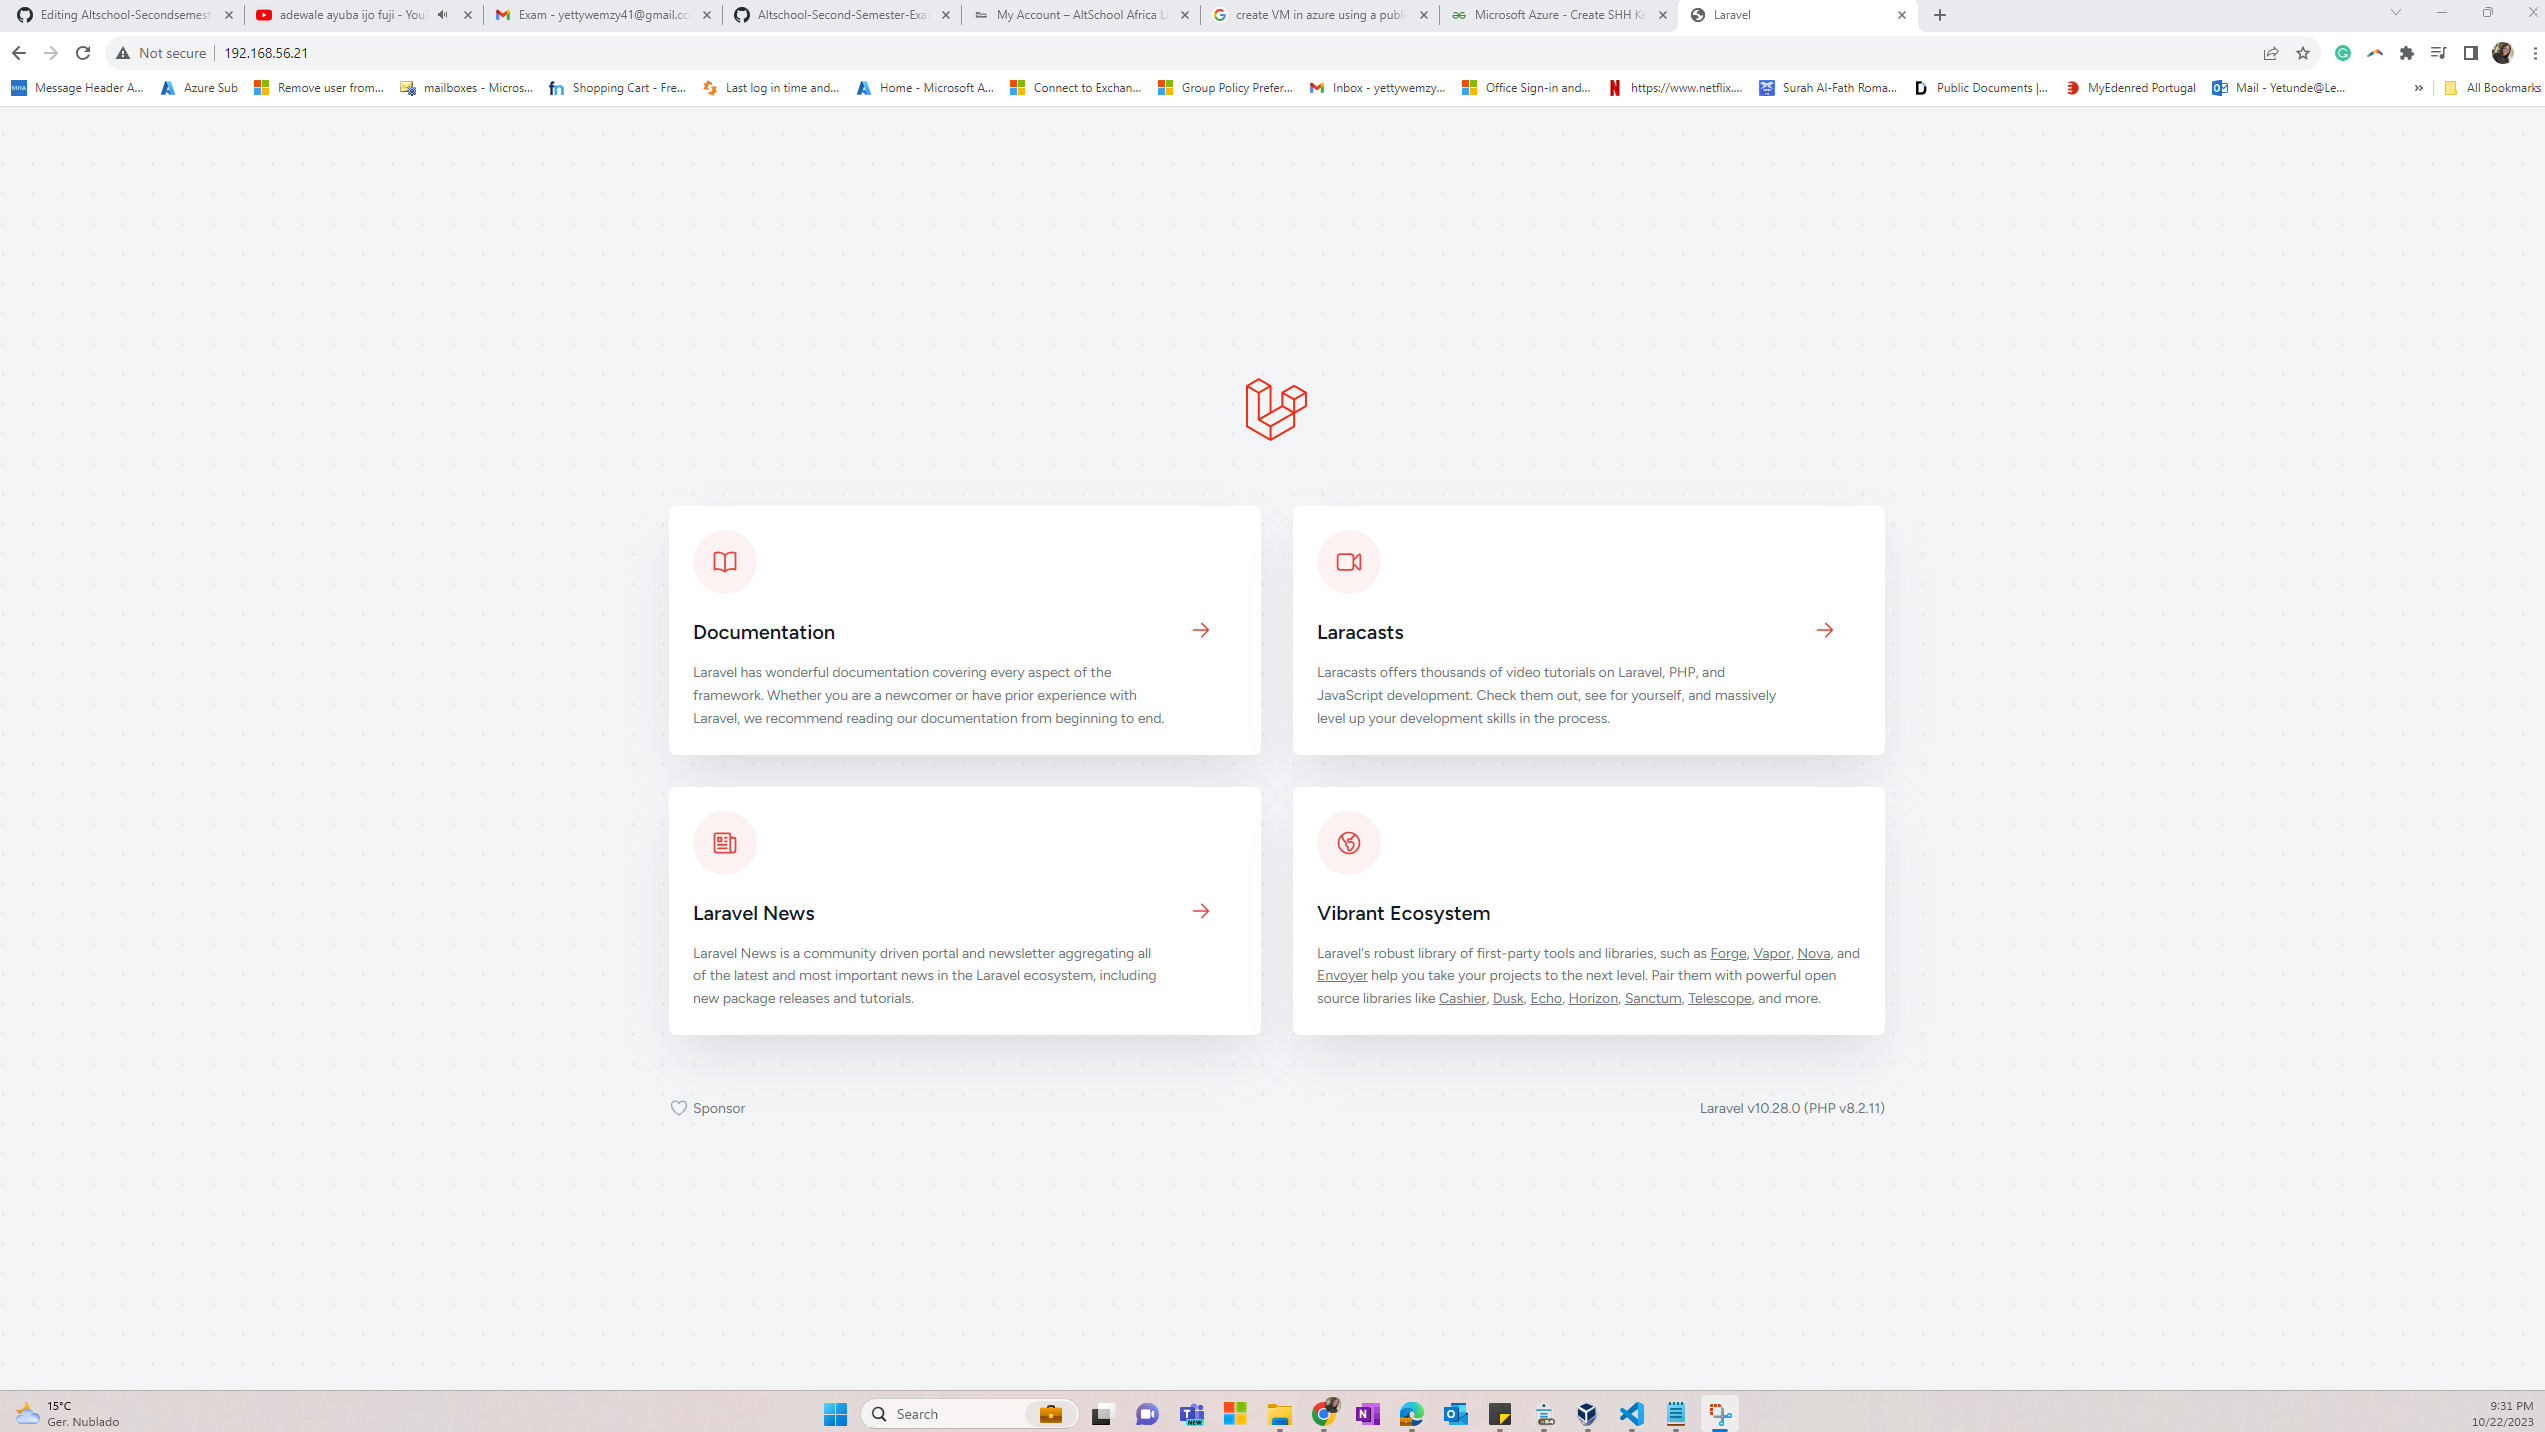 Editing Altschool-Secondsemest
adewale ayuba ijo fuji - YouT
Exam - yettywemzy41@gmail.co
Altschool-Second-Semester-Exa
My Account – AltSchool Africa L
create VM in azure using a publi
Microsoft Azure - Create SHH Ke
Laravel
Not secure
192.168.56.21
Message Header A...
Azure Sub
Remove user from...
mailboxes - Micros...
Shopping Cart - Fre...
Last log in time and...
Home - Microsoft A...
Connect to Exchan...
Group Policy Prefer...
Inbox - yettywemzy...
Office Sign-in and...
https://www.netflix....
Surah Al-Fath Roma...
Public Documents |...
MyEdenred Portugal
Mail - Yetunde@Le...
»
All Bookmarks
Documentation
Laravel has wonderful documentation covering every aspect of the
framework. Whether you are a newcomer or have prior experience with
Laravel, we recommend reading our documentation from beginning to end.
Laracasts
Laracasts offers thousands of video tutorials on Laravel, PHP, and
JavaScript development. Check them out, see for yourself, and massively
level up your development skills in the process.
Laravel News
Laravel News is a community driven portal and newsletter aggregating all
of the latest and most important news in the Laravel ecosystem, including
new package releases and tutorials.
Vibrant Ecosystem
Laravel's robust library of first-party tools and libraries, such as Forge, Vapor, Nova, and
Envoyer help you take your projects to the next level. Pair them with powerful open
source libraries like Cashier, Dusk, Echo, Horizon, Sanctum, Telescope, and more.
Sponsor
Laravel v10.28.0 (PHP v8.2.11)
15°C
Ger. Nublado
Search
NEW
9:31 PM
10/22/2023